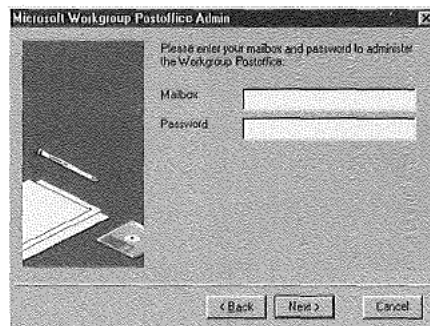 Microsoft Workgroup Postoffice Admin
Please enter your mailbox and password to administer
the Workgroup Postoffice.
Mailbox
Password
< Back
Next >
Cancel